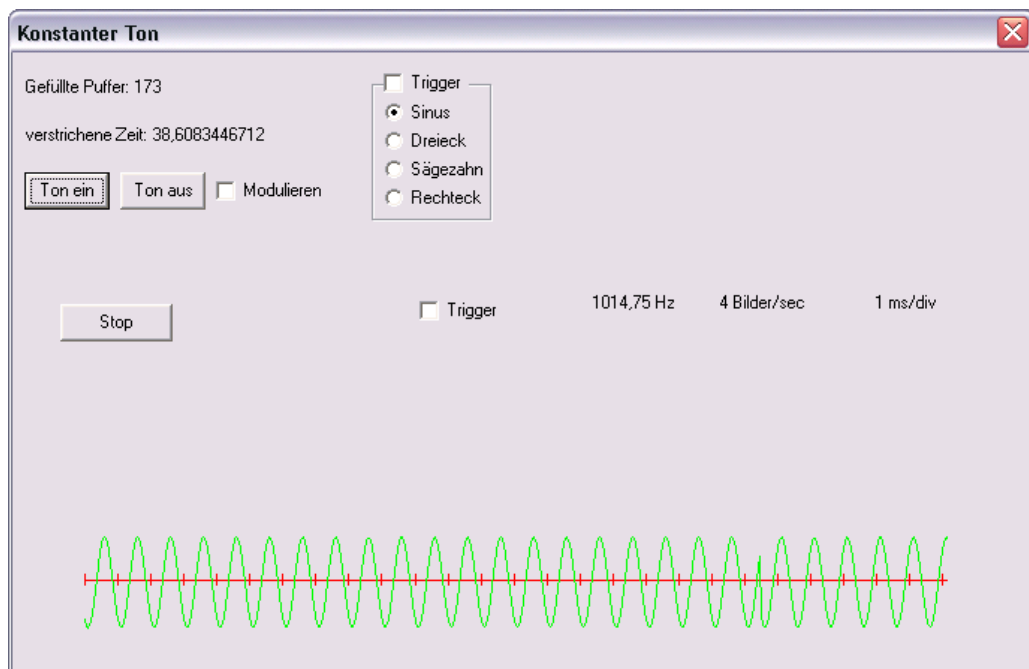 Konstanter Ton
Gefüllte Puffer: 173
verstrichene Zeit: 38,6083446712
Ton ein
Ton aus
Modulieren
Trigger
Sinus
Dreieck
Sägezahn
Rechteck
Stop
Trigger
1014,75 Hz
4 Bilder/sec
1 ms/div